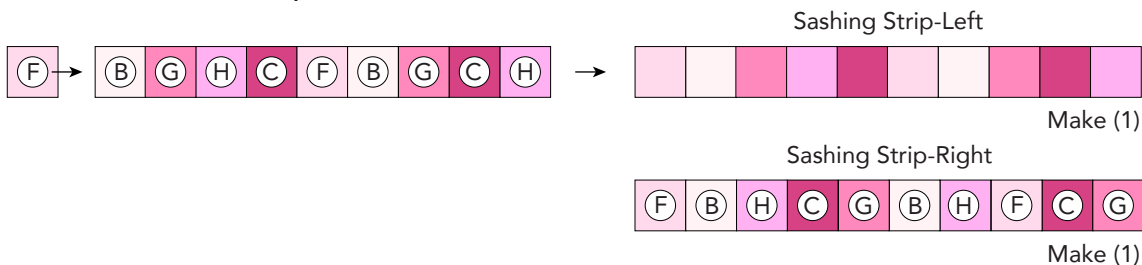 Sashing Strip-Left
F B G H C F B G C H
Make (1)
Sashing Strip-Right
F B H C G B H F C G
Make (1)